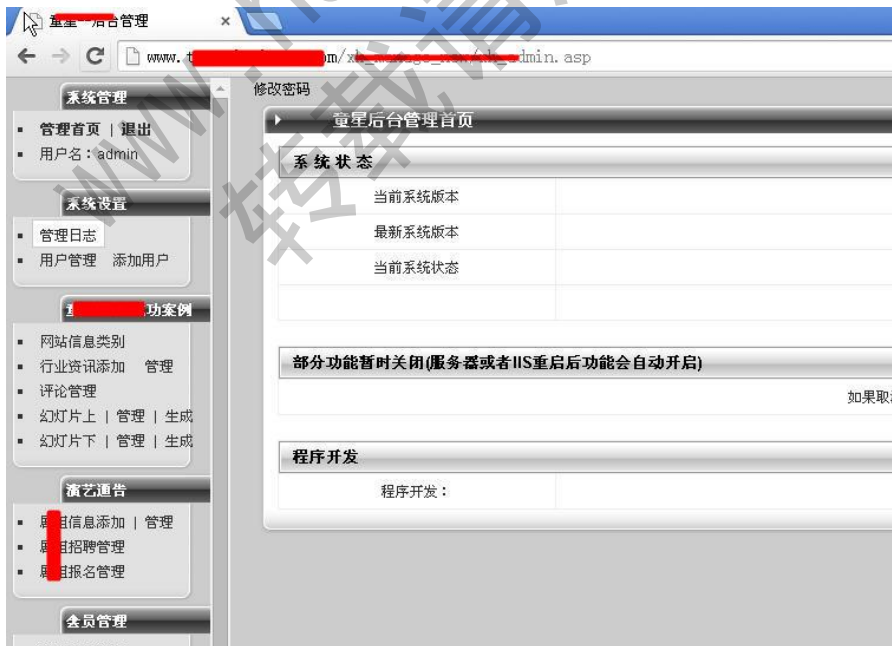 后台管理
www. t m/x dmin. asp
系统管理
管理首页 | 退出
用户名：admin
系统设置
管理日志
用户管理 添加用户
功案例
网站信息类别
行业资讯添加 管理
评论管理
幻灯片上 | 管理 | 生成
幻灯片下 | 管理 | 生成
演艺通告
信息添加 | 管理
招聘管理
报名管理
会员管理
修改密码
童星后台管理首页
系统状态
当前系统版本
最新系统版本
当前系统状态
部分功能暂时关闭(服务器或者IIS重启后功能会自动开启)
如果取
程序开发
程序开发：
www.
转载请